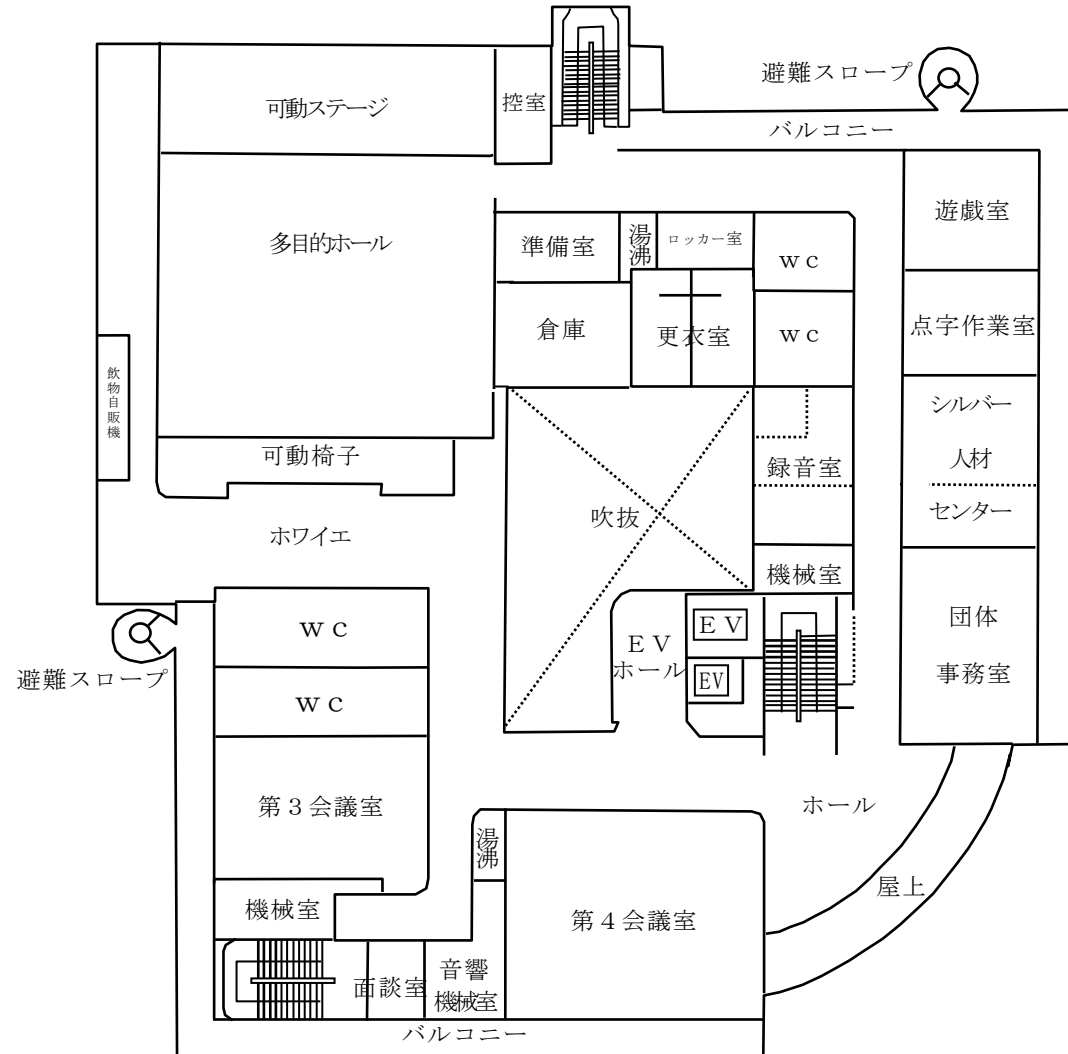 避難スロープ
可動ステージ
控室
バルコニー
遊戯室
多目的ホール
準備室
湯沸
ロッカー室
ｗｃ
点字作業室
倉庫
更衣室
ｗｃ
飲物自販機
シルバー
人材
センター
可動椅子
録音室
吹抜
ホワイエ
機械室
団体
事務室
ｗｃ
ＥＶ
ＥＶ
ホール
EV
避難スロープ
ｗｃ
第３会議室
ホール
湯沸
屋上
機械室
第４会議室
面談室
音響
機械室
バルコニー